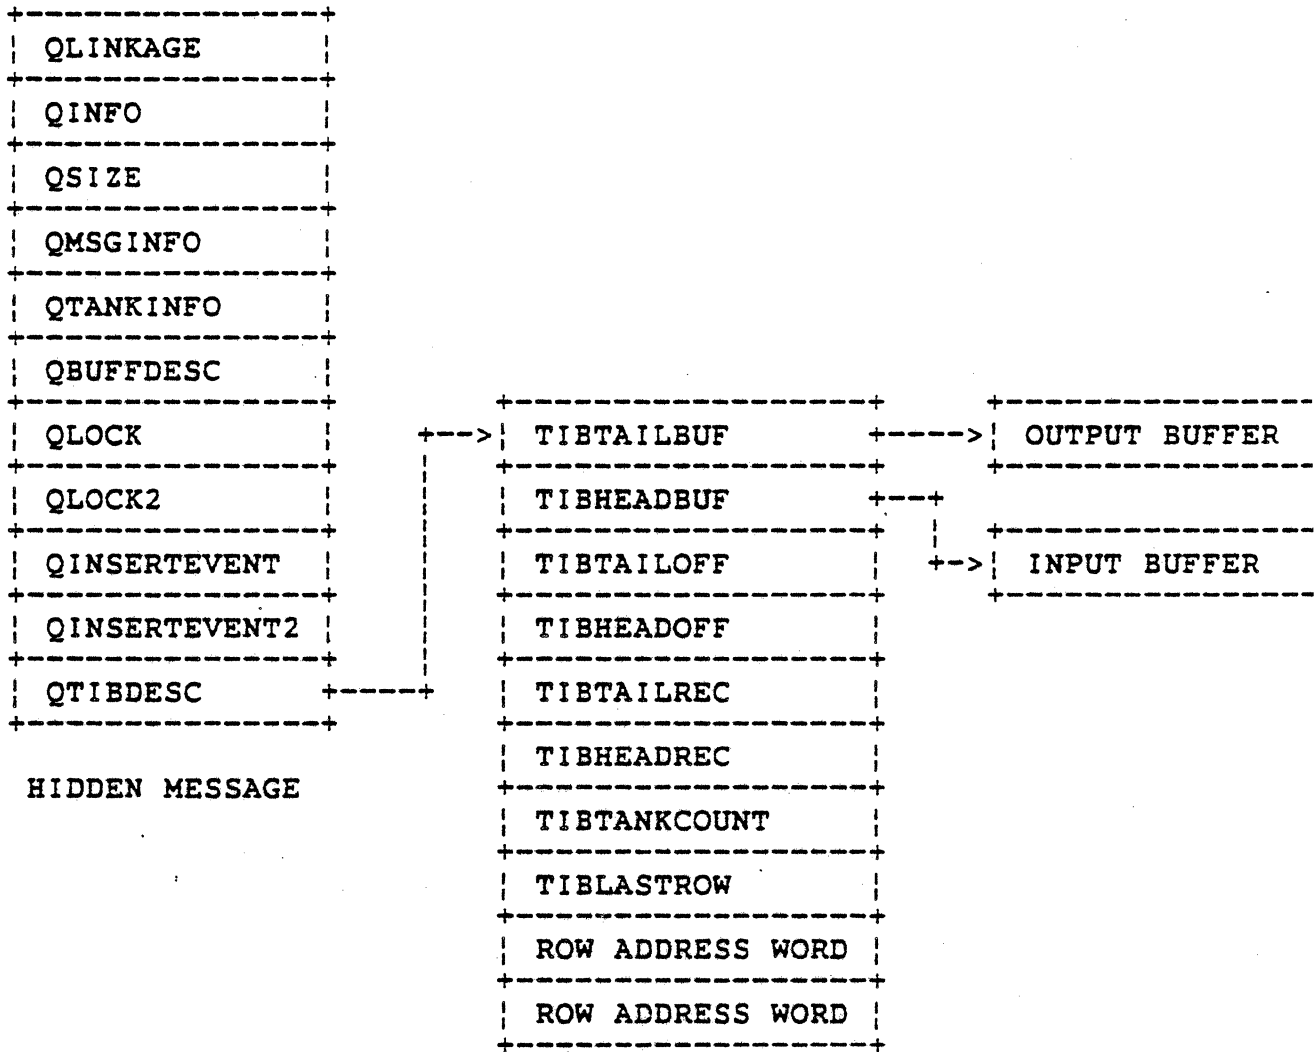 QLINKAGE
QINFO
QSIZE
QMSGINFO
QTANKINFO
QBUFFDESC
QLOCK
QLOCK2
QINSERTEVENT
QINSERTEVENT2
QTIBDESC
HIDDEN MESSAGE
TIBTAILBUF
TIBHEADBUF
TIBTAILOFF
TIBHEADOFF
TIBTAILREC
TIBHEADREC
TIBTANKCOUNT
TIBLASTROW
ROW ADDRESS WORD
ROW ADDRESS WORD
OUTPUT BUFFER
INPUT BUFFER